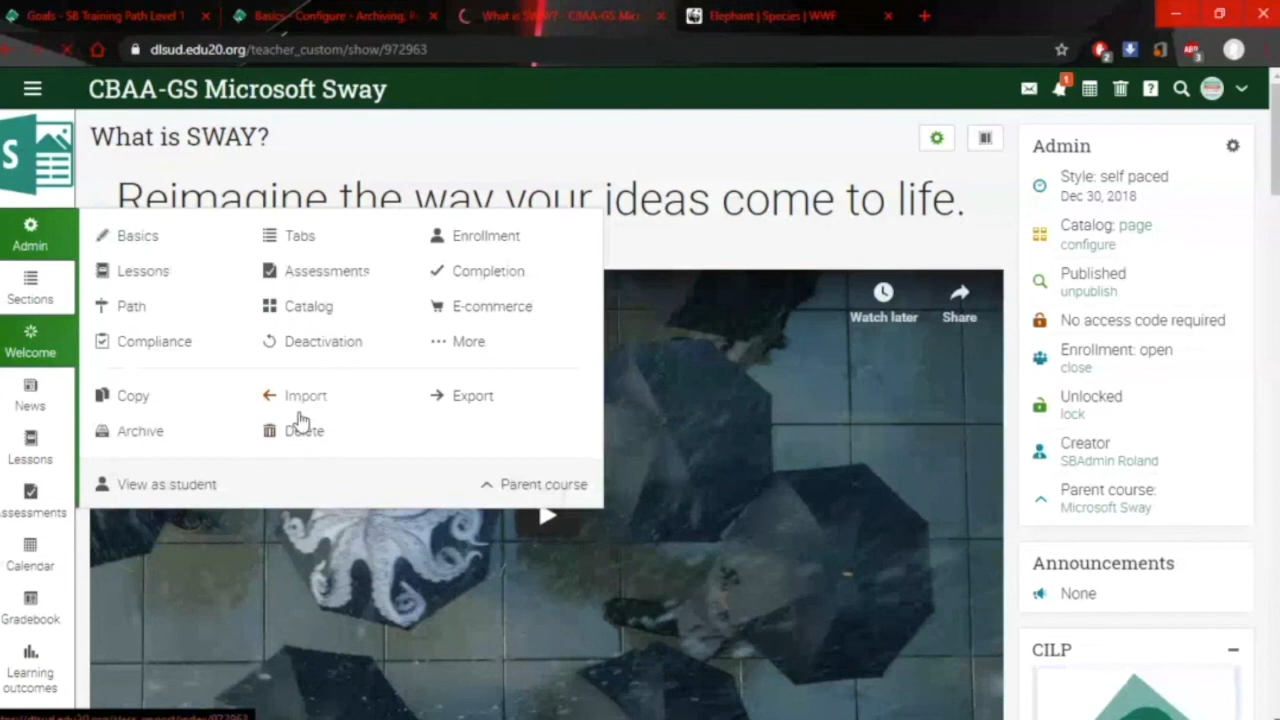 Goals - SB Training Path Level 1
Basics - Configure - Archiving, R
What is SWAY? - CBAA-GS Micr
Elephant | Species | WWF
dlsud.edu20.org/teacher_custom/show/972963
CBAA-GS Microsoft Sway
1
What is SWAY?
Reimagine the way your ideas come to life.
Watch later
Share
S
Admin
Sections
Welcome
News
Lessons
Assessments
Calendar
Gradebook
Learning
outcomes
Basics
Tabs
Enrollment
Lessons
Assessments
Completion
Path
Catalog
E-commerce
Compliance
Deactivation
More
Copy
Import
Export
Archive
Delete
View as student
Parent course
Admin
Style: self paced
Dec 30, 2018
Catalog: page
configure
Published
unpublish
No access code required
Enrollment: open
close
Unlocked
lock
Creator
SBAdmin Roland
Parent course:
Microsoft Sway
Announcements
None
CILP